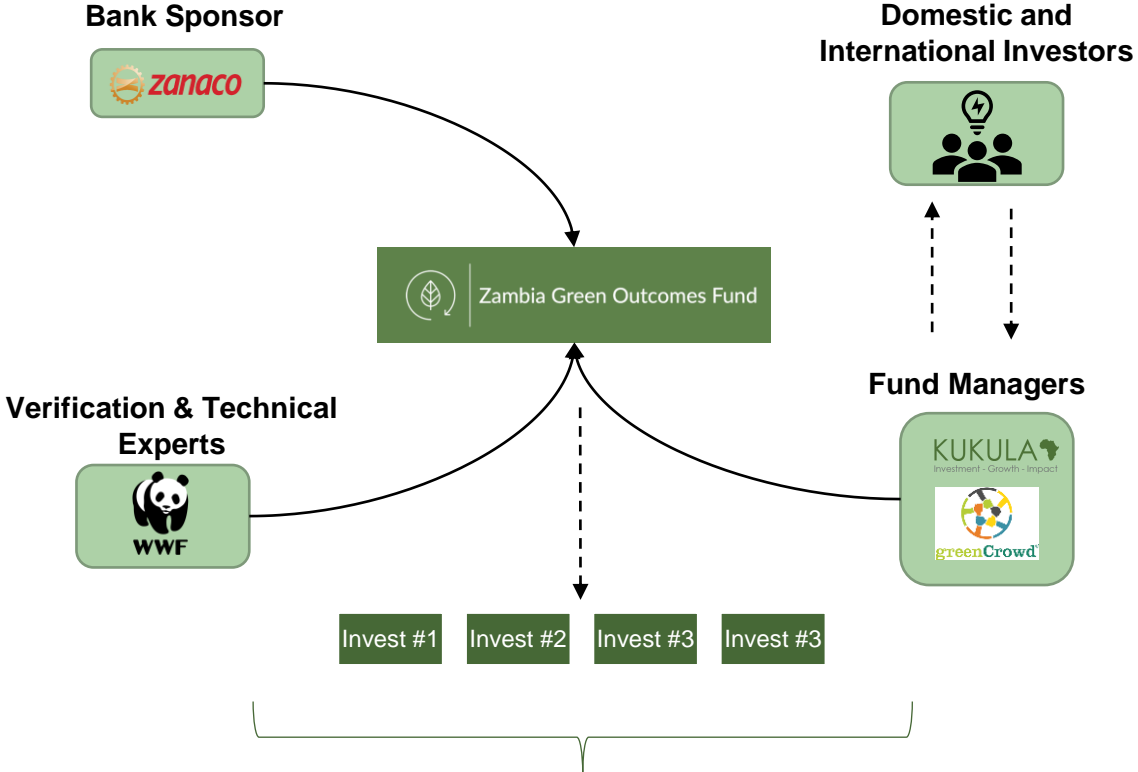 Bank Sponsor
zanaco
Domestic and
International Investors
Zambia Green Outcomes Fund
Verification & Technical
Experts
WWF
Fund Managers
KUKULA
Investment - Growth - Impact
greenCrowd
Invest #1
Invest #2
Invest #3
Invest #3